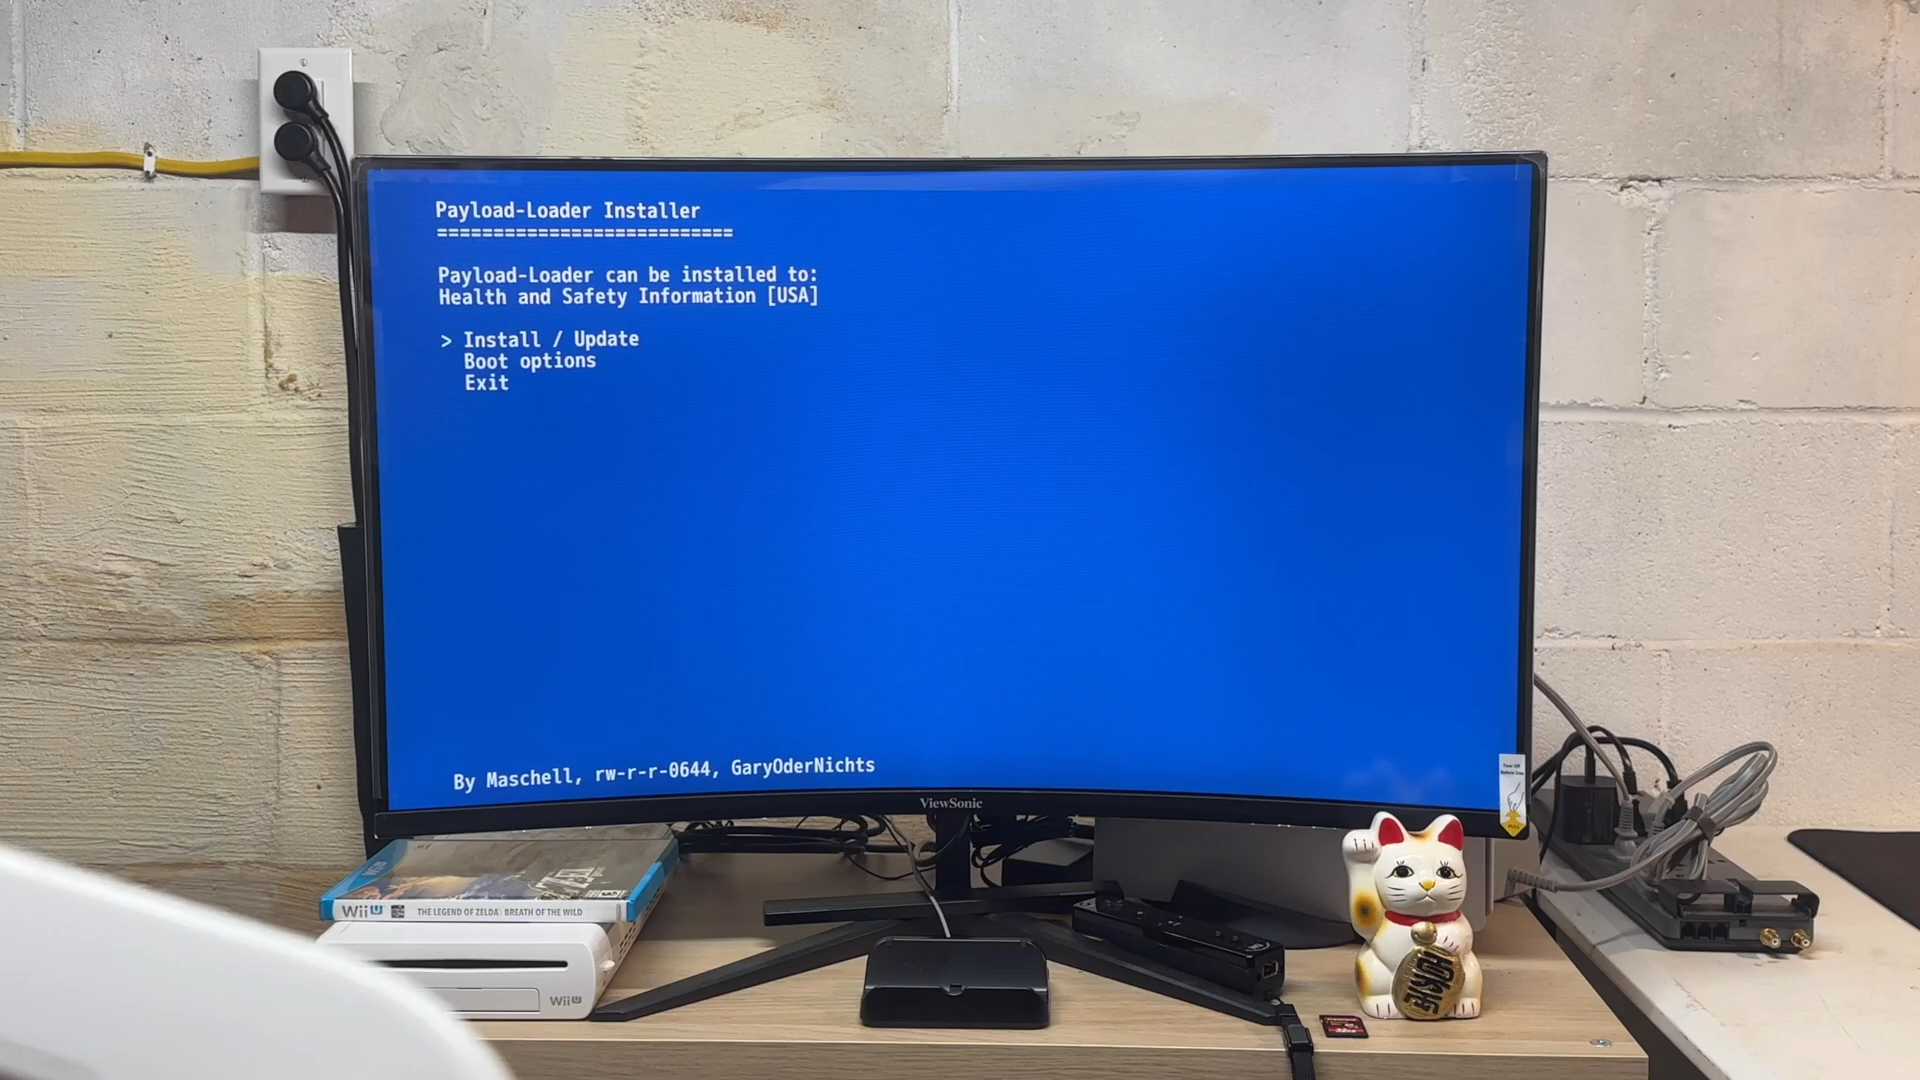 Payload-Loader Installer
==========================
Payload-Loader can be installed to:
Health and Safety Information [USA]
> Install / Update
Boot options
Exit
By Maschell, rw-r-r-0644, GaryOderNichts
ViewSonic
Wii U
THE LEGEND OF ZELDA: BREATH OF THE WILD
Wii U